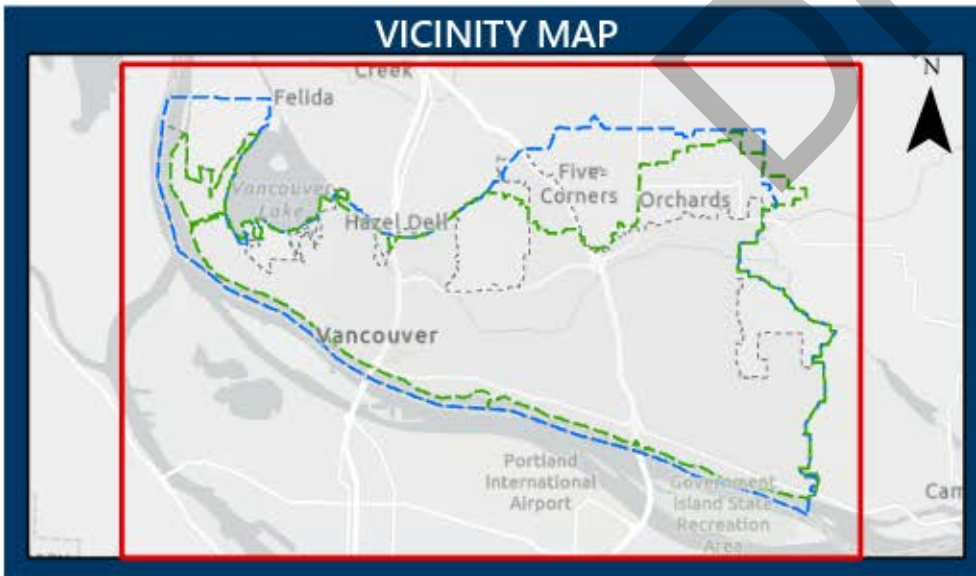 VICINITY MAP
Creek
N
Felida
Vancouver
Lake
Five
Corners
Orchards
Hazel Dell
Vancouver
Portland
International
Airport
Government
Island State
Recreation
Area